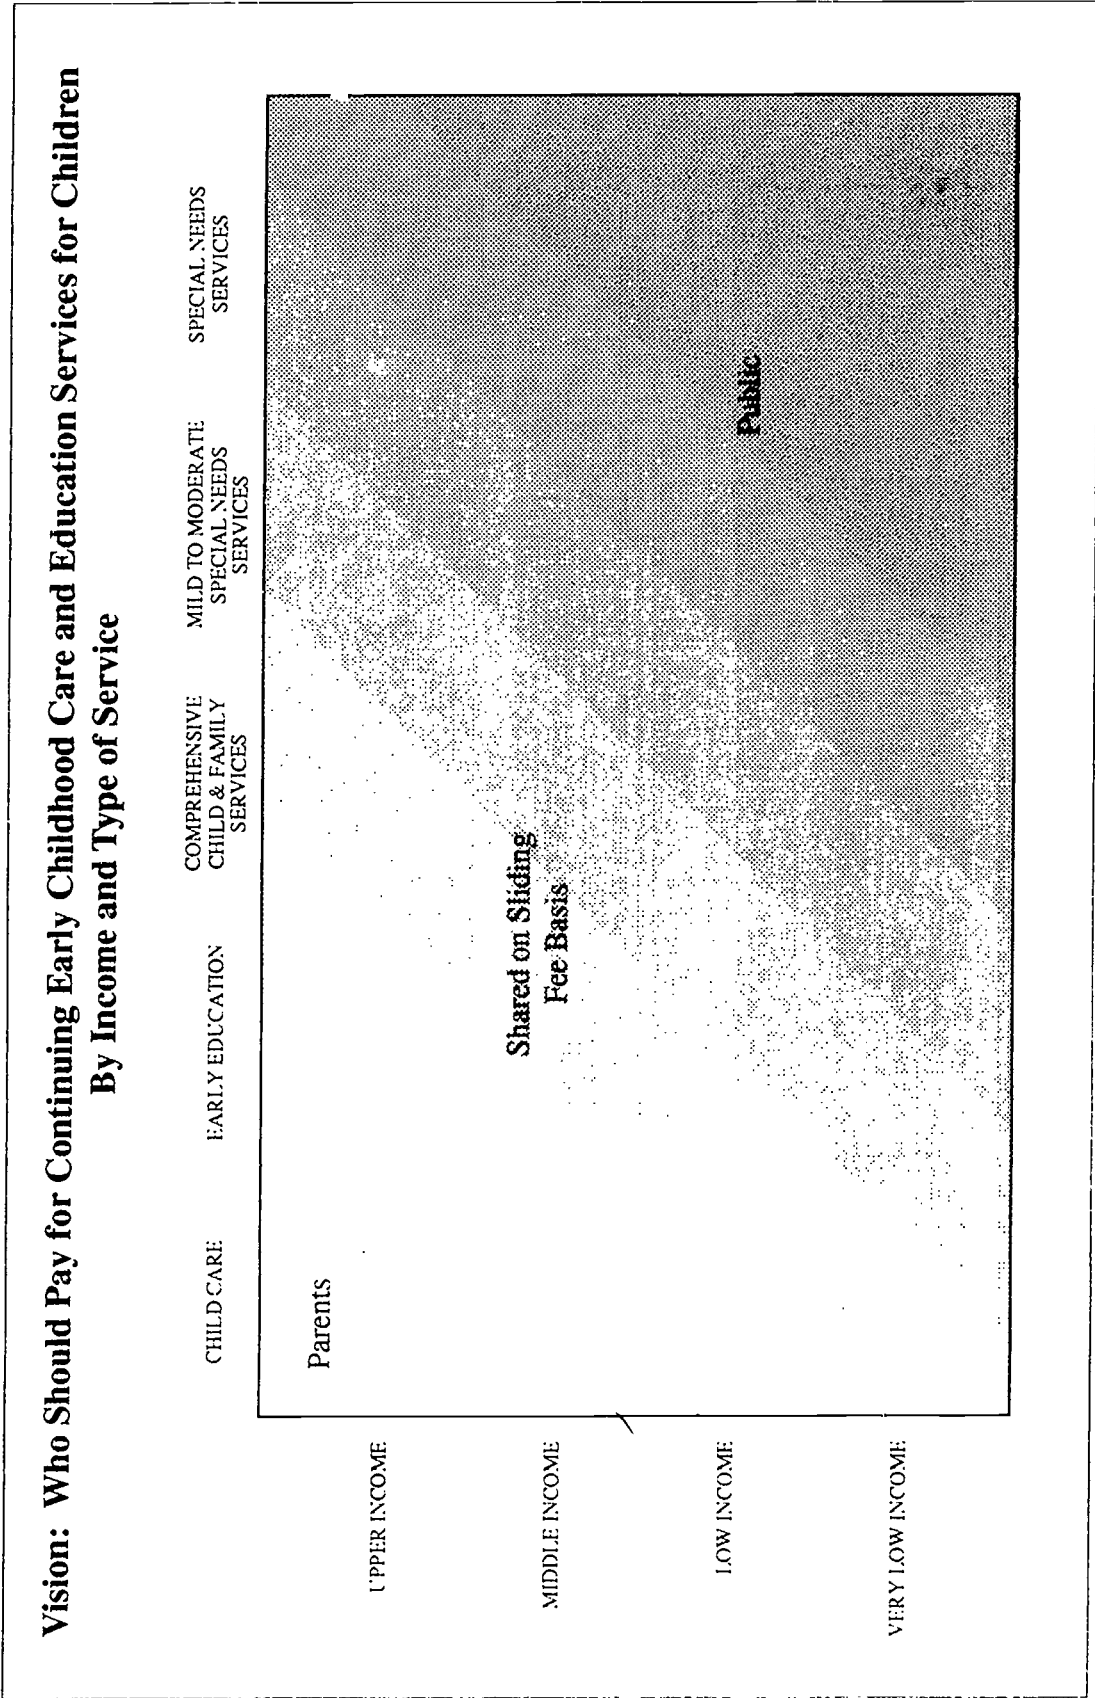 Vision: Who Should Pay for Continuing Early Childhood Care and Education Services for Children
By Income and Type of Service
CHILD CARE
EARLY EDUCATION
COMPREHENSIVE
CHILD & FAMILY
SERVICES
MILD TO MODERATE
SPECIAL NEEDS
SERVICES
SPECIAL NEEDS
SERVICES
UPPER INCOME
MIDDLE INCOME
LOW INCOME
VERY LOW INCOME
Parents
Shared on Sliding
Fee Basis
Public